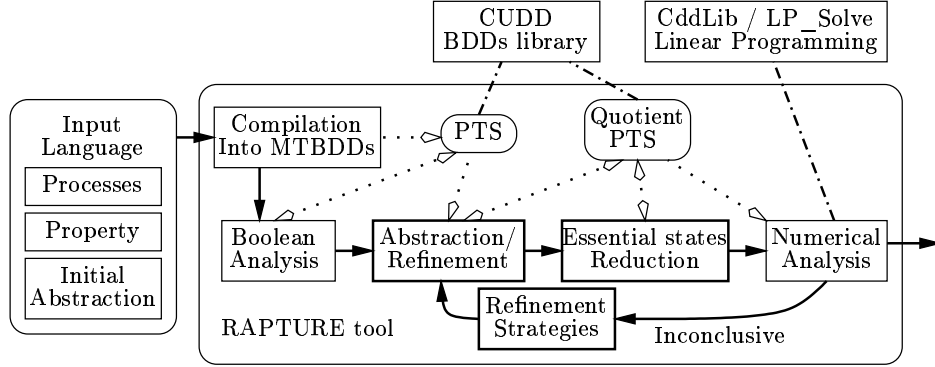 CUDD
BDDs library
CddLib / LP_Solve
Linear Programming
Input
Language
Processes
Property
Initial
Abstraction
Compilation
Into MTBDDs
PTS
Quotient
PTS
Boolean
Analysis
Abstraction/
Refinement
Essential states
Reduction
Numerical
Analysis
Refinement
Strategies
RAPTURE tool
Inconclusive